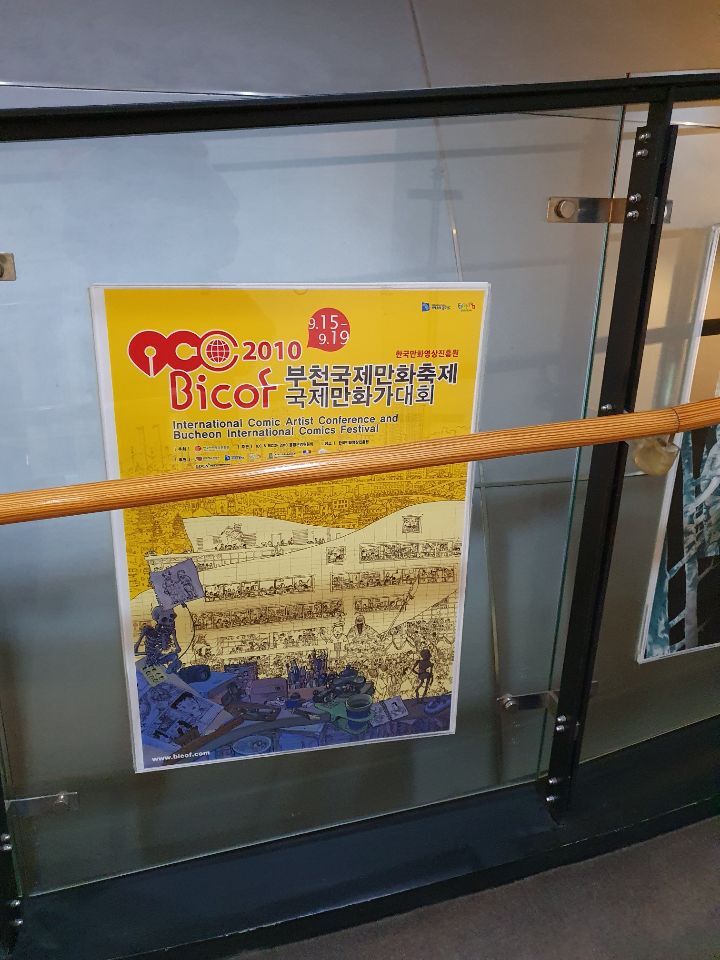 9.15-
9.19
ICC 2010
한국만화영상진흥원
Bicof 부천국제만화축제
국제만화가대회
International Comic Artist Conference and
Bucheon International Comics Festival
www.bicof.com